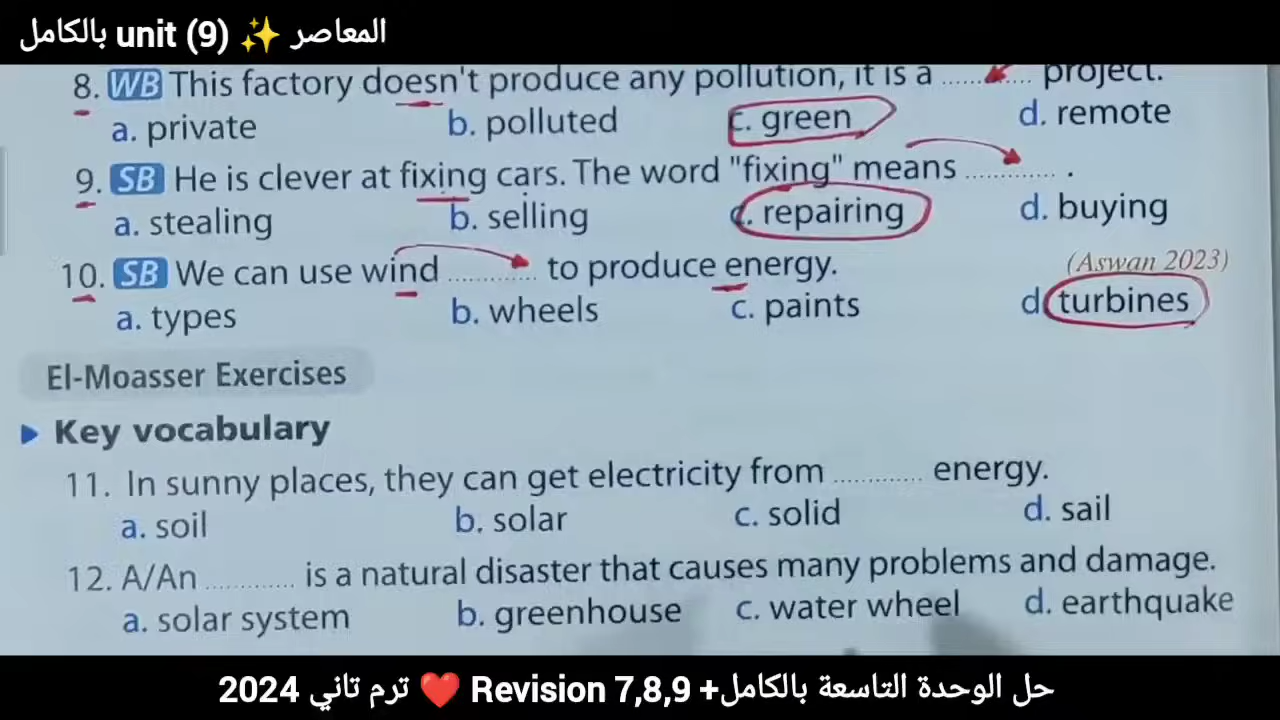 المعاصر ✨ unit (9) بالكامل
8. WB This factory doesn't produce any pollution, it is a ............ project.
a. private b. polluted c. green d. remote
9. SB He is clever at fixing cars. The word "fixing" means ............ .
a. stealing b. selling c. repairing d. buying
10. SB We can use wind ............ to produce energy. (Aswan 2023)
a. types b. wheels c. paints d. turbines
El-Moasser Exercises
Key vocabulary
11. In sunny places, they can get electricity from ............ energy.
a. soil b. solar c. solid d. sail
12. A/An ............ is a natural disaster that causes many problems and damage.
a. solar system b. greenhouse c. water wheel d. earthquake
حل الوحدة التاسعة بالكامل+ Revision 7,8,9 ❤️ ترم تاني 2024